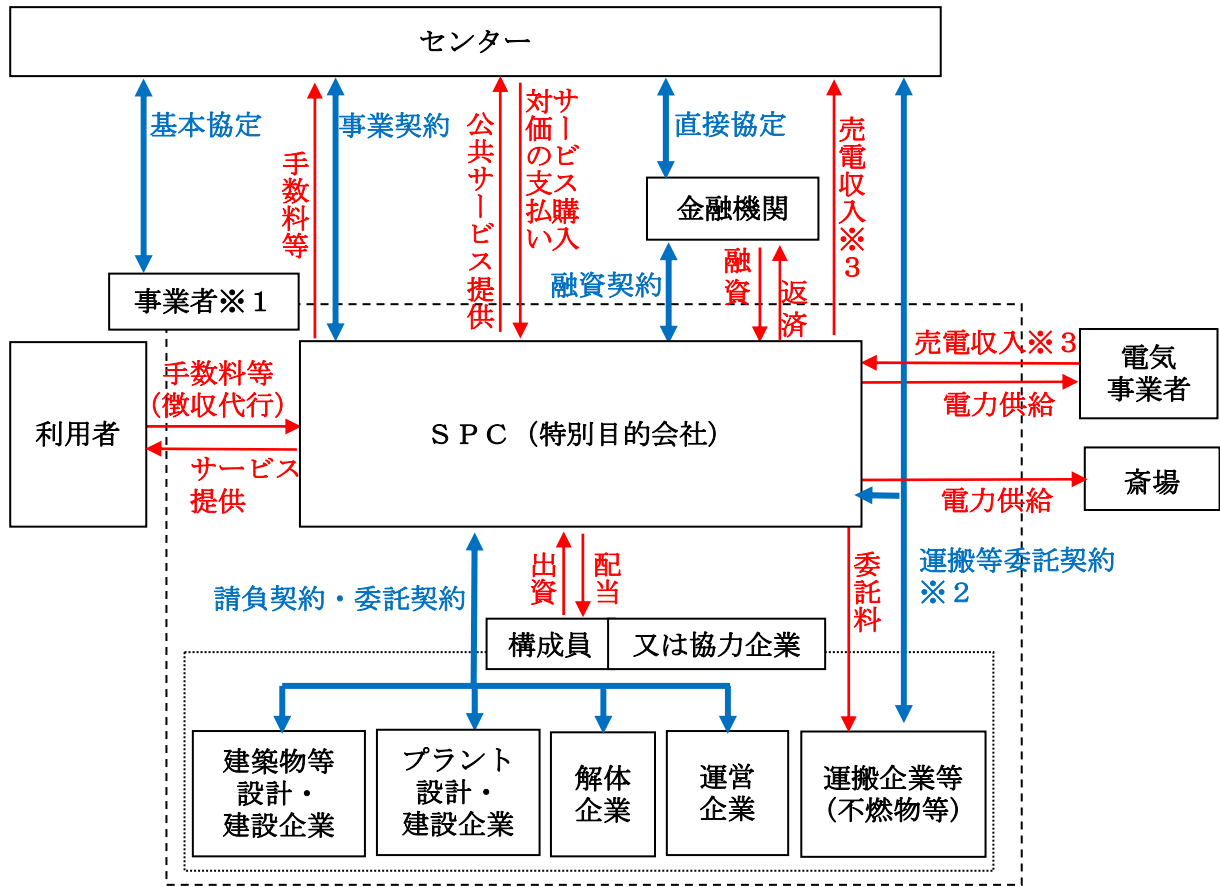 センター
基本協定
手数料等
事業契約
公共サービス提供
サービス購入
対価の支払い
直接協定
売電収入※3
金融機関
事業者※1
融資契約
融資
返済
利用者
手数料等
(徴収代行)
サービス
提供
SPC(特別目的会社)
売電収入※3
電力供給
電気
事業者
電力供給
斎場
請負契約・委託契約
出資
配当
委託料
運搬等委託契約
※2
構成員
又は協力企業
建築物等
設計・
建設企業
プラント
設計・
建設企業
解体
企業
運営
企業
運搬企業等
(不燃物等)